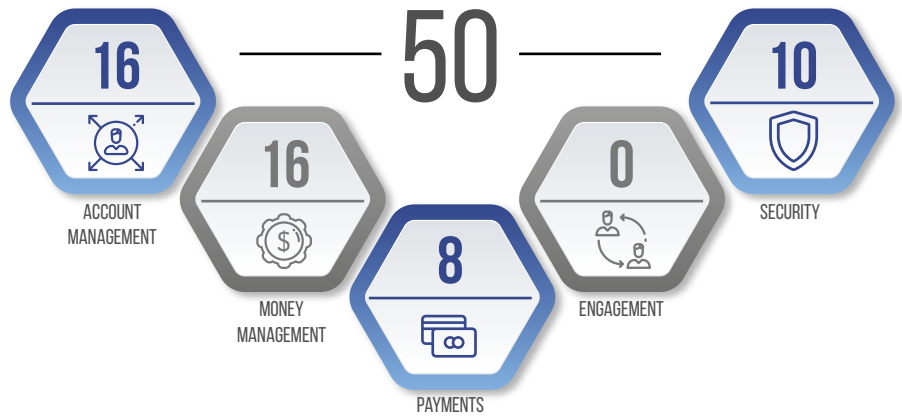 50
16
ACCOUNT
MANAGEMENT
16
$
MONEY
MANAGEMENT
8
PAYMENTS
0
ENGAGEMENT
10
SECURITY